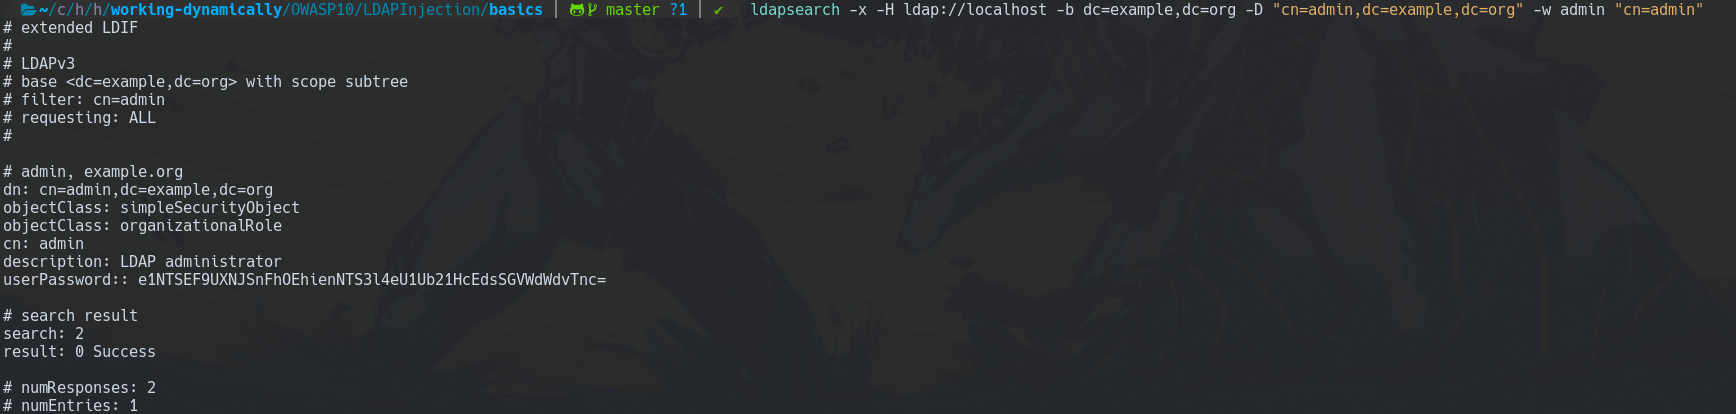 ~/c/h/h/working-dynamically/OWASP10/LDAPInjection/basics | master ?1 | ✔ ldapsearch -x -H ldap://localhost -b dc=example,dc=org -D "cn=admin,dc=example,dc=org" -w admin "cn=admin"
# extended LDIF
#
# LDAPv3
# base <dc=example,dc=org> with scope subtree
# filter: cn=admin
# requesting: ALL
#
# admin, example.org
dn: cn=admin,dc=example,dc=org
objectClass: simpleSecurityObject
objectClass: organizationalRole
cn: admin
description: LDAP administrator
userPassword:: e1NTSEF9UXNJSnFhOEhienNTS3l4eU1Ub21HcEdsSGVWdWdvTnc=
# search result
search: 2
result: 0 Success
# numResponses: 2
# numEntries: 1